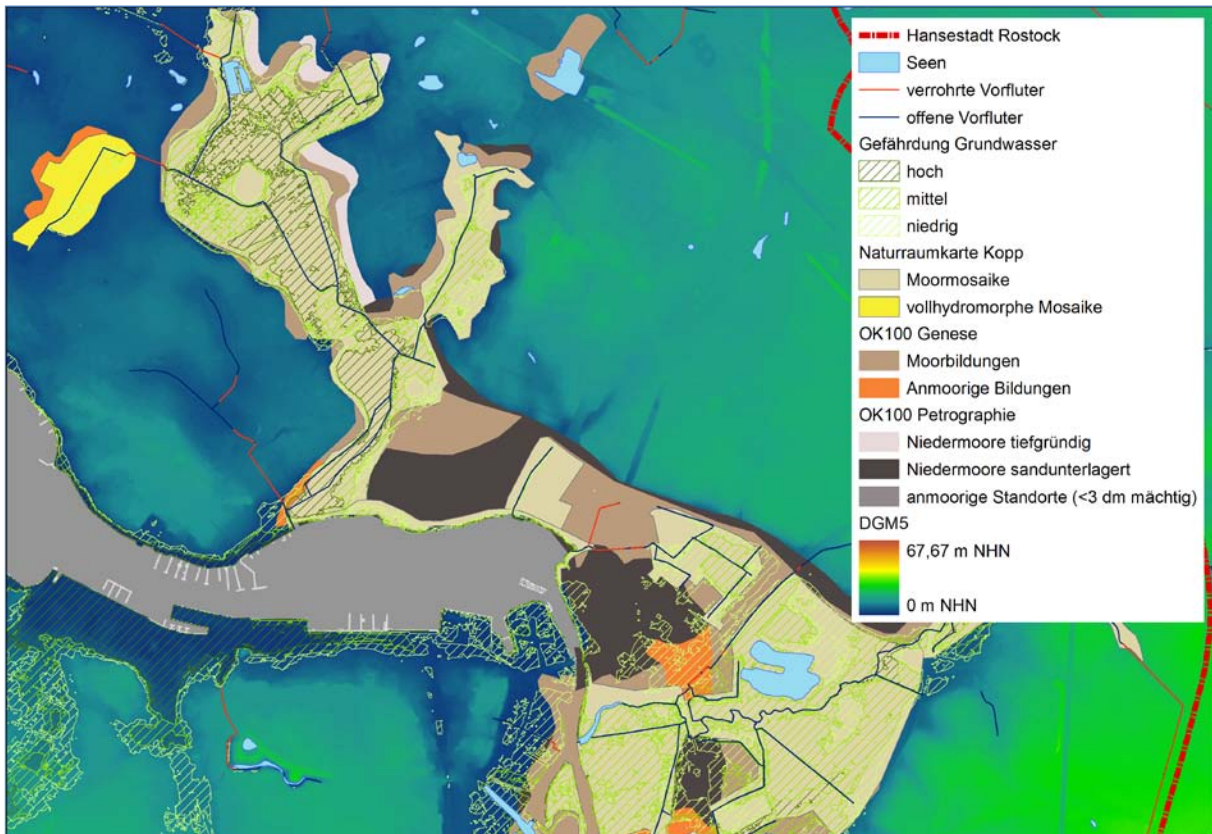 Hansestadt Rostock
Seen
verrohrte Vorfluter
offene Vorfluter
Gefährdung Grundwasser
hoch
mittel
niedrig
Naturraumkarte Kopp
Moormosaike
vollhydromorphe Mosaike
OK100 Genese
Moorbildungen
Anmoorige Bildungen
OK100 Petrographie
Niedermoore tiefgründig
Niedermoore sandunterlagert
anmoorige Standorte (<3 dm mächtig)
DGM5
67,67 m NHN
0 m NHN